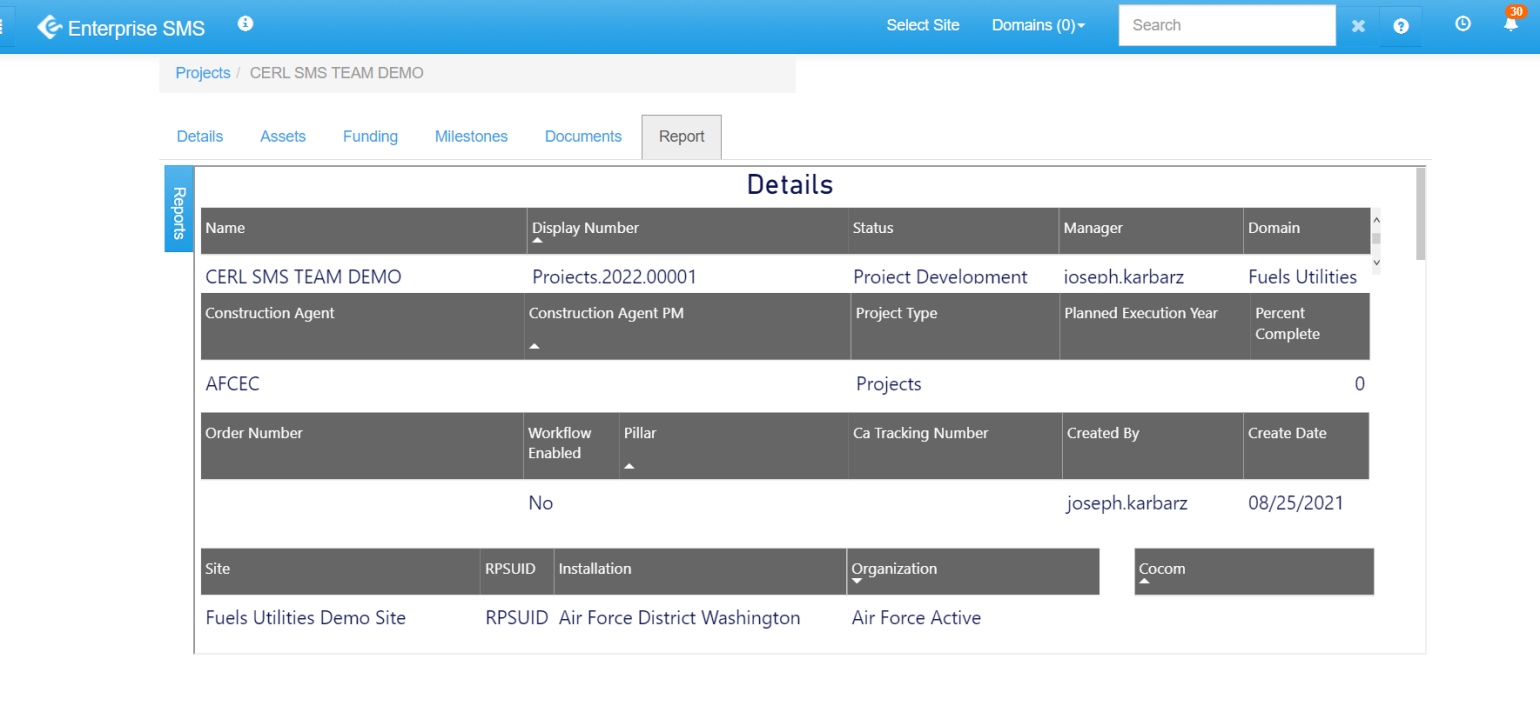 Enterprise SMS Select Site Domains (0) Search 30
Projects / CERL SMS TEAM DEMO
Details Assets Funding Milestones Documents Report
Reports
Details
Name Display Number Status Manager Domain
CERL SMS TEAM DEMO Projects.2022.00001 Project Development joseph.karbarz Fuels Utilities
Construction Agent Construction Agent PM Project Type Planned Execution Year Percent
Complete
AFCEC Projects 0
Order Number Workflow Pillar Ca Tracking Number Created By Create Date
Enabled
No joseph.karbarz 08/25/2021
Site RPSUID Installation Organization Cocom
Fuels Utilities Demo Site RPSUID Air Force District Washington Air Force Active